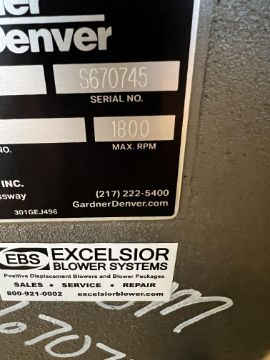 Denver
S670745
SERIAL NO.
1800
NO. MAX. RPM
INC. (217) 222-5400
GardnerDenver.com
301GEJ496
EBS EXCELSIOR
BLOWER SYSTEMS
Positive Displacement Blowers and Blower Packages
SALES • SERVICE • REPAIR
800-921-0002 excelsiorblower.com